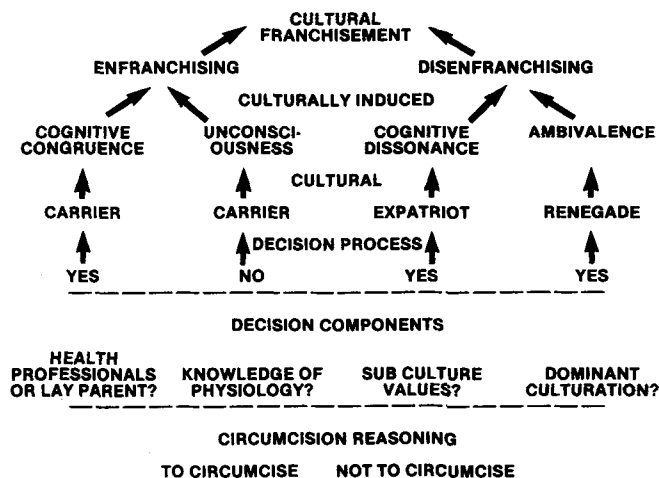 CULTURAL
FRANCHISEMENT
ENFRANCHISING DISENFRANCHISING
CULTURALLY INDUCED
COGNITIVE UNCONSCI- COGNITIVE AMBIVALENCE
CONGRUENCE OUSNESS DISSONANCE
CULTURAL
CARRIER CARRIER EXPATRIOT RENEGADE
DECISION PROCESS
YES NO YES YES
DECISION COMPONENTS
HEALTH
PROFESSIONALS KNOWLEDGE OF SUB CULTURE DOMINANT
OR LAY PARENT? PHYSIOLOGY? VALUES? CULTURATION?
CIRCUMCISION REASONING
TO CIRCUMCISE NOT TO CIRCUMCISE